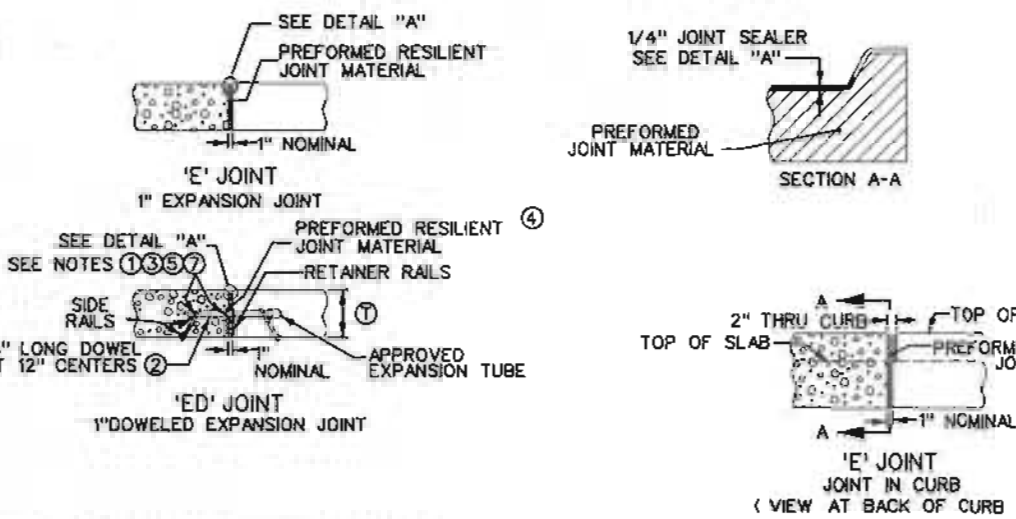 SEE DETAIL "A"
PREFORMED RESILIENT
JOINT MATERIAL
1" NOMINAL
'E' JOINT
1" EXPANSION JOINT
1/4" JOINT SEALER
SEE DETAIL "A"
PREFORMED
JOINT MATERIAL
SECTION A-A
SEE DETAIL "A"
SEE NOTES ①③⑤⑦
PREFORMED RESILIENT ④
JOINT MATERIAL
RETAINER RAILS
SIDE
RAILS
Ⓣ
" LONG DOWEL
12" CENTERS ②
1"
NOMINAL
APPROVED
EXPANSION TUBE
'ED' JOINT
1"DOWELED EXPANSION JOINT
A
2" THRU CURB
TOP OF
TOP OF SLAB
A
1" NOMINAL
'E' JOINT
JOINT IN CURB
( VIEW AT BACK OF CURB